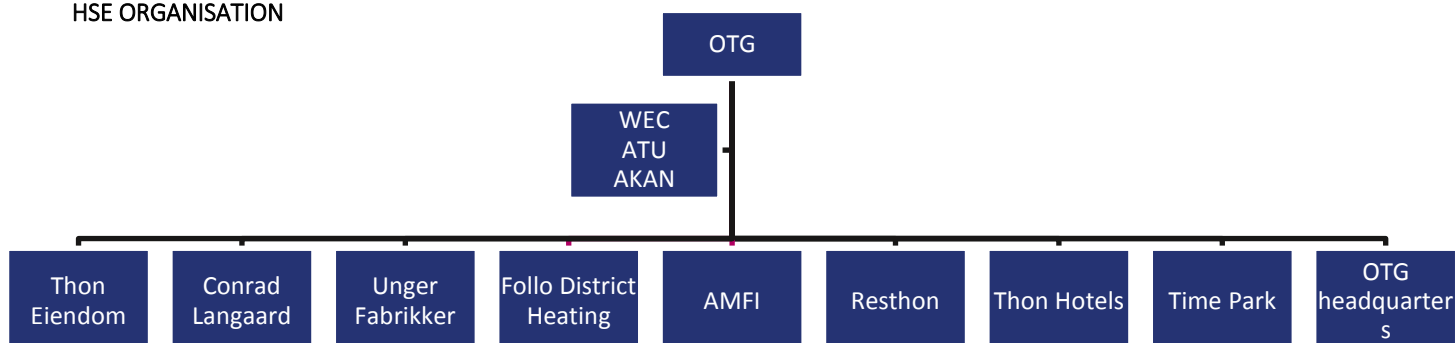 HSE ORGANISATION
OTG
WEC
ATU
AKAN
Thon
Eiendom
Conrad
Langaard
Unger
Fabrikker
Follo District
Heating
AMFI
Resthon
Thon Hotels
Time Park
OTG
headquarter
s